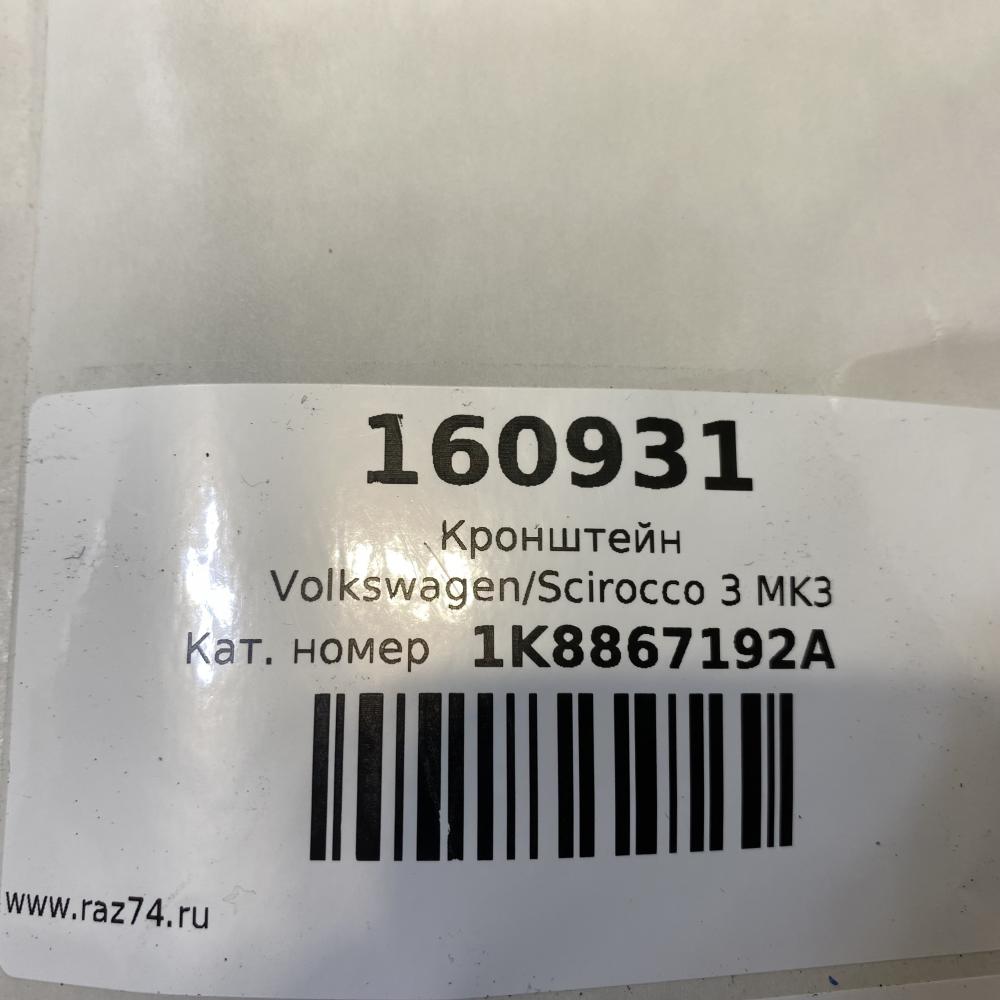 160931
Кронштейн
Volkswagen/Scirocco 3 MK3
Кат. номер 1K8867192A
www.raz74.ru